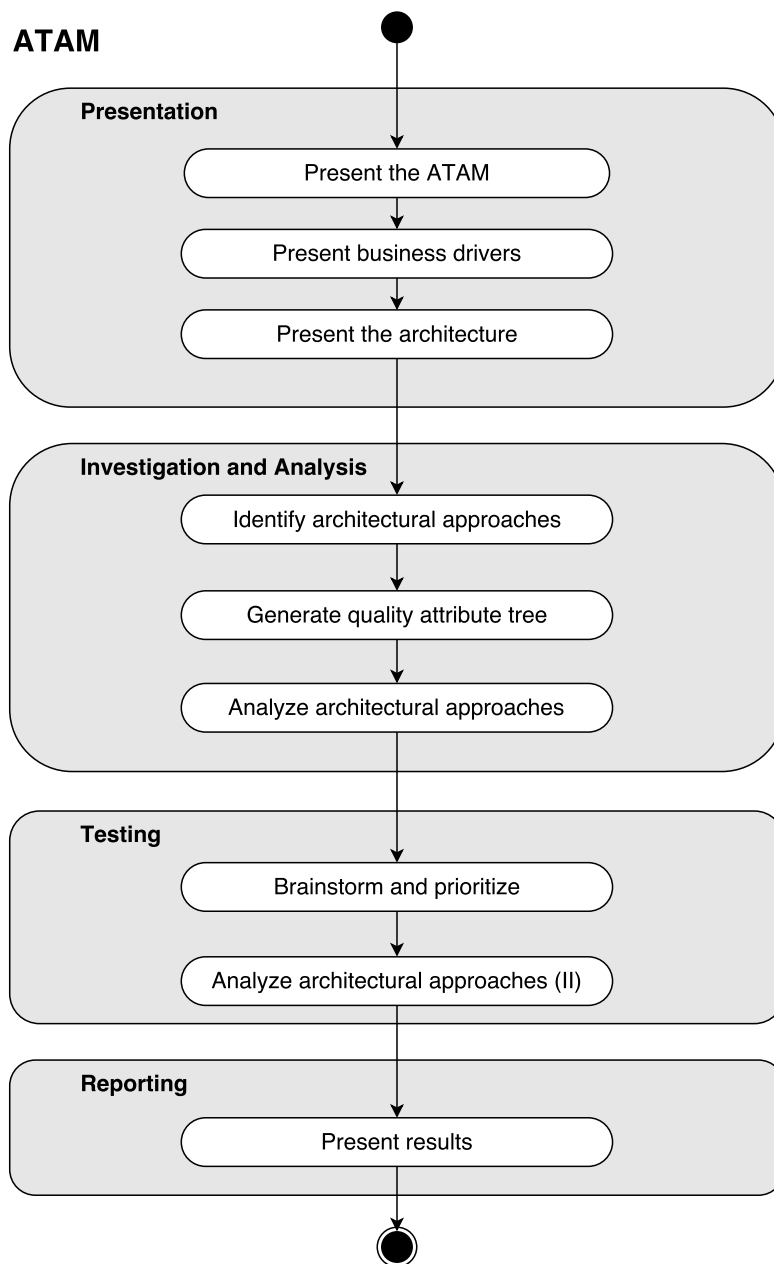 ATAM
Presentation
Present the ATAM
Present business drivers
Present the architecture
Investigation and Analysis
Identify architectural approaches
Generate quality attribute tree
Analyze architectural approaches
Testing
Brainstorm and prioritize
Analyze architectural approaches (II)
Reporting
Present results